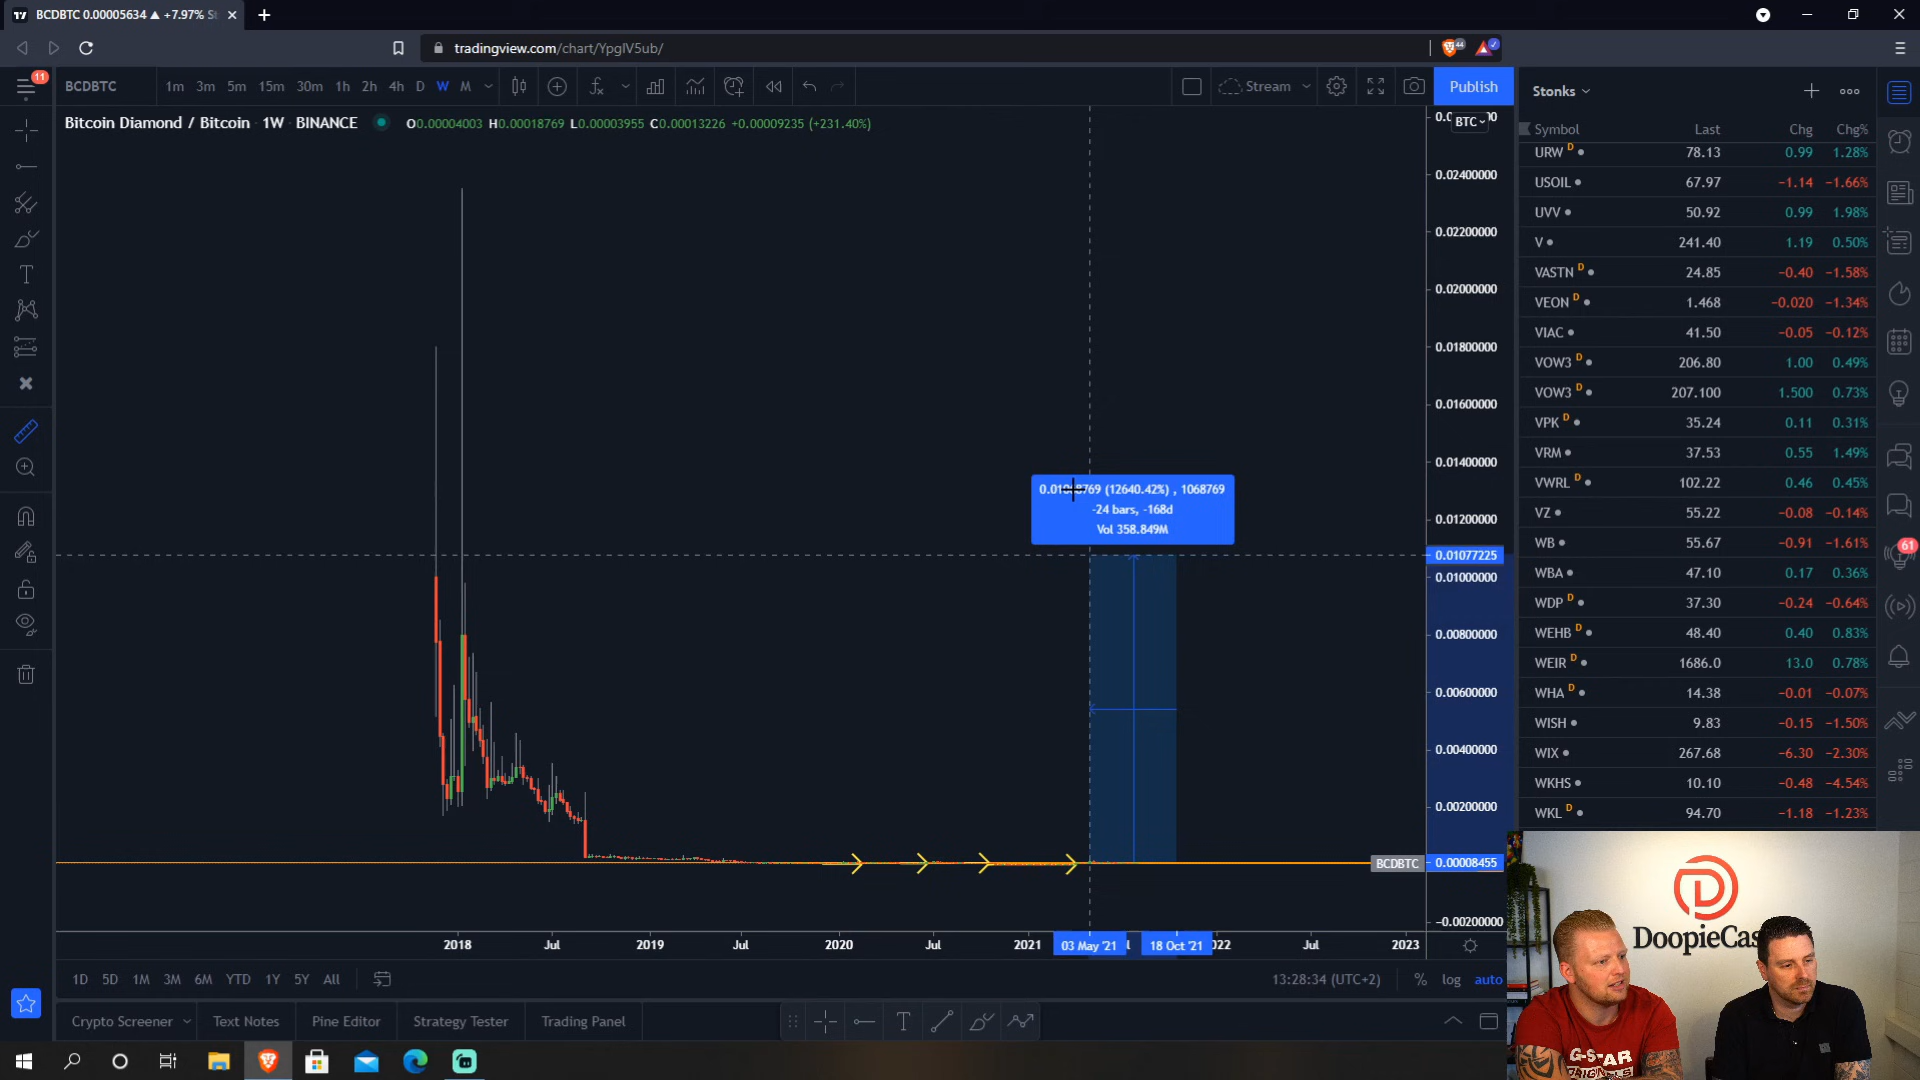 BCDBTC 0.00005634 ▲ +7.97% St
tradingview.com/chart/YpglV5ub/
44
11
BCDBTC
1m 3m 5m 15m 30m 1h 2h 4h D W M
Stream
Publish
Bitcoin Diamond / Bitcoin · 1W · BINANCE
O0.00004003 H0.00018769 L0.00003955 C0.00013226 +0.00009235 (+231.40%)
BTC
0.02400000
0.02200000
0.02000000
0.01800000
0.01600000
0.01400000
0.01200000
0.01077225
0.01000000
0.00800000
0.00600000
0.00400000
0.00200000
BCDBTC 0.00008455
−0.00200000
(12640.42%) , 1068769
-24 bars, -168d
Vol 358.849M
2018 Jul 2019 Jul 2020 Jul 2021 03 May '21 18 Oct '21 Jul 2023
1D 5D 1M 3M 6M YTD 1Y 5Y All
13:28:34 (UTC+2) % log auto
Crypto Screener Text Notes Pine Editor Strategy Tester Trading Panel
Stonks
Symbol Last Chg Chg%
URW D 78.13 0.99 1.28%
USOIL 67.97 −1.14 −1.66%
UVV 50.92 0.99 1.98%
V 241.40 1.19 0.50%
VASTN D 24.85 −0.40 −1.58%
VEON D 1.468 −0.020 −1.34%
VIAC 41.50 −0.05 −0.12%
VOW3 D 206.80 1.00 0.49%
VOW3 D 207.100 1.500 0.73%
VPK D 35.24 0.11 0.31%
VRM 37.53 0.55 1.49%
VWRL D 102.22 0.46 0.45%
VZ 55.22 −0.08 −0.14%
WB 55.67 −0.91 −1.61%
WBA 47.10 0.17 0.36%
WDP D 37.30 −0.24 −0.64%
WEHB D 48.40 0.40 0.83%
WEIR D 1686.0 13.0 0.78%
WHA D 14.38 −0.01 −0.07%
WISH 9.83 −0.15 −1.50%
WIX 267.68 −6.30 −2.30%
WKHS 10.10 −0.48 −4.54%
WKL D 94.70 −1.18 −1.23%
61
DoopieCas
G-STAR
ORIGINALS